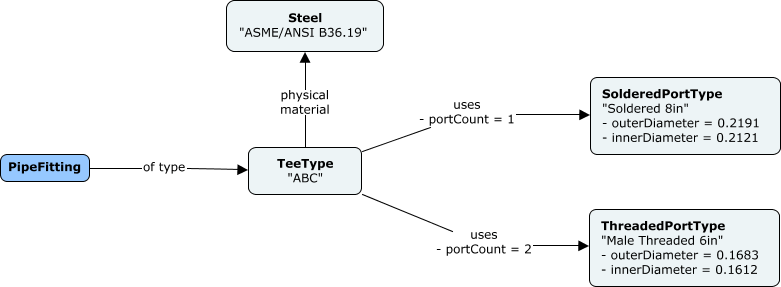 Steel
"ASME/ANSI B36.19"
physical
material
uses
- portCount = 1
SolderedPortType
"Soldered 8in"
- outerDiameter = 0.2191
- innerDiameter = 0.2121
PipeFitting
of type
TeeType
"ABC"
uses
- portCount = 2
ThreadedPortType
"Male Threaded 6in"
- outerDiameter = 0.1683
- innerDiameter = 0.1612